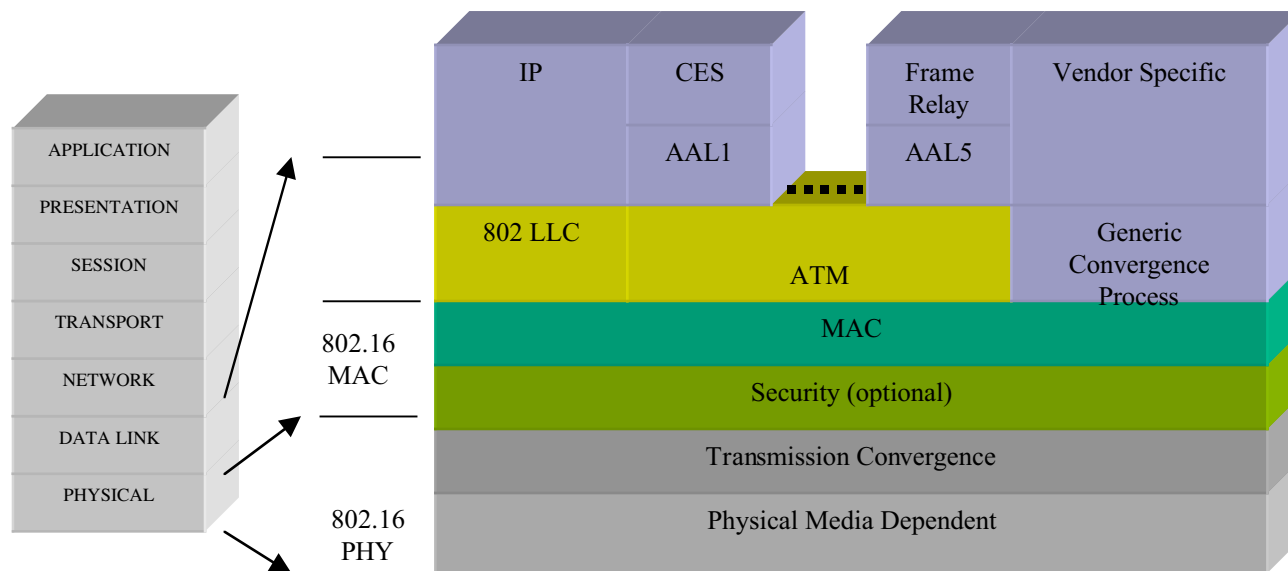 APPLICATION
PRESENTATION
SESSION
TRANSPORT
NETWORK
DATA LINK
PHYSICAL
802.16
MAC
802.16
PHY
IP
CES
Frame
Relay
Vendor Specific
AAL1
AAL5
802 LLC
ATM
Generic
Convergence
Process
MAC
Security (optional)
Transmission Convergence
Physical Media Dependent